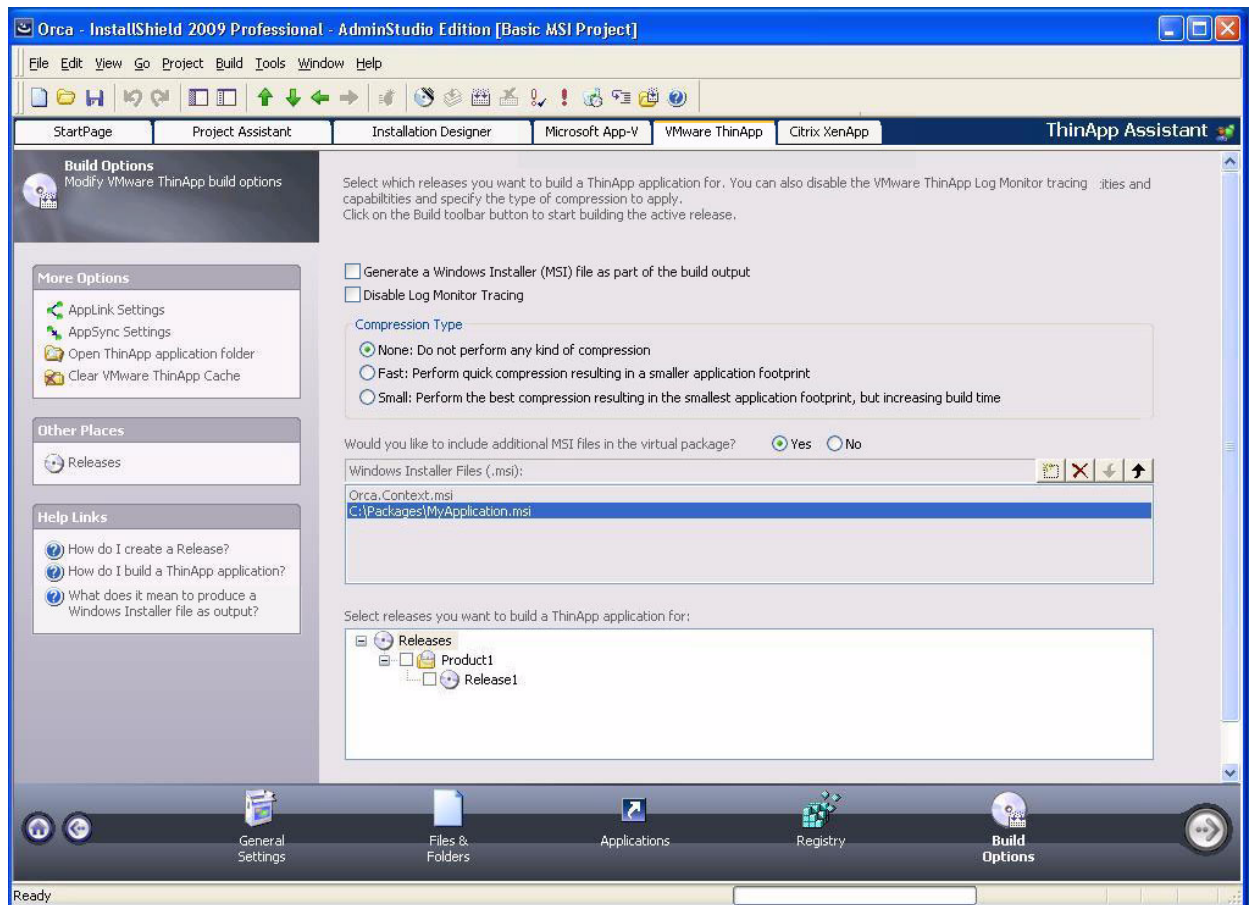 Orca - InstallShield 2009 Professional - AdminStudio Edition [Basic MSI Project]
File Edit View Go Project Build Tools Window Help
StartPage Project Assistant Installation Designer Microsoft App-V VMware ThinApp Citrix XenApp ThinApp Assistant
Build Options
Modify VMware ThinApp build options
Select which releases you want to build a ThinApp application for. You can also disable the VMware ThinApp Log Monitor tracing :ities and
capabiltities and specify the type of compression to apply.
Click on the Build toolbar button to start building the active release.
More Options
AppLink Settings
AppSync Settings
Open ThinApp application folder
Clear VMware ThinApp Cache
Other Places
Releases
Help Links
How do I create a Release?
How do I build a ThinApp application?
What does it mean to produce a
Windows Installer file as output?
Generate a Windows Installer (MSI) file as part of the build output
Disable Log Monitor Tracing
Compression Type
None: Do not perform any kind of compression
Fast: Perform quick compression resulting in a smaller application footprint
Small: Perform the best compression resulting in the smallest application footprint, but increasing build time
Would you like to include additional MSI files in the virtual package? Yes No
Windows Installer Files (.msi):
Orca.Context.msi
C:\Packages\MyApplication.msi
Select releases you want to build a ThinApp application for:
Releases
Product1
Release1
General
Settings
Files &
Folders
Applications
Registry
Build
Options
Ready